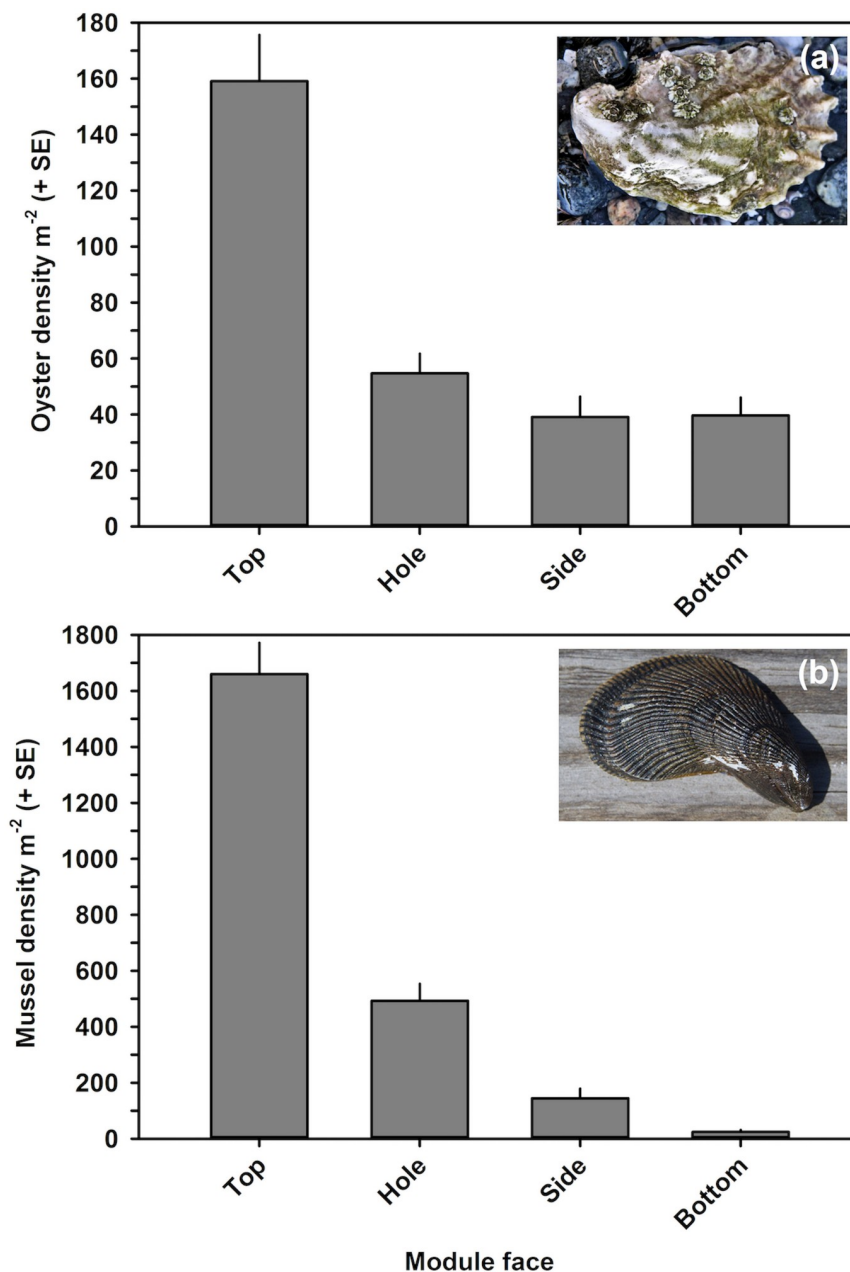 180
160
140
120
100
80
60
40
20
0
Oyster density m-2 (+ SE)
(a)
Top
Hole
Side
Bottom
1800
1600
1400
1200
1000
800
600
400
200
0
Mussel density m-2 (+ SE)
(b)
Top
Hole
Side
Bottom
Module face